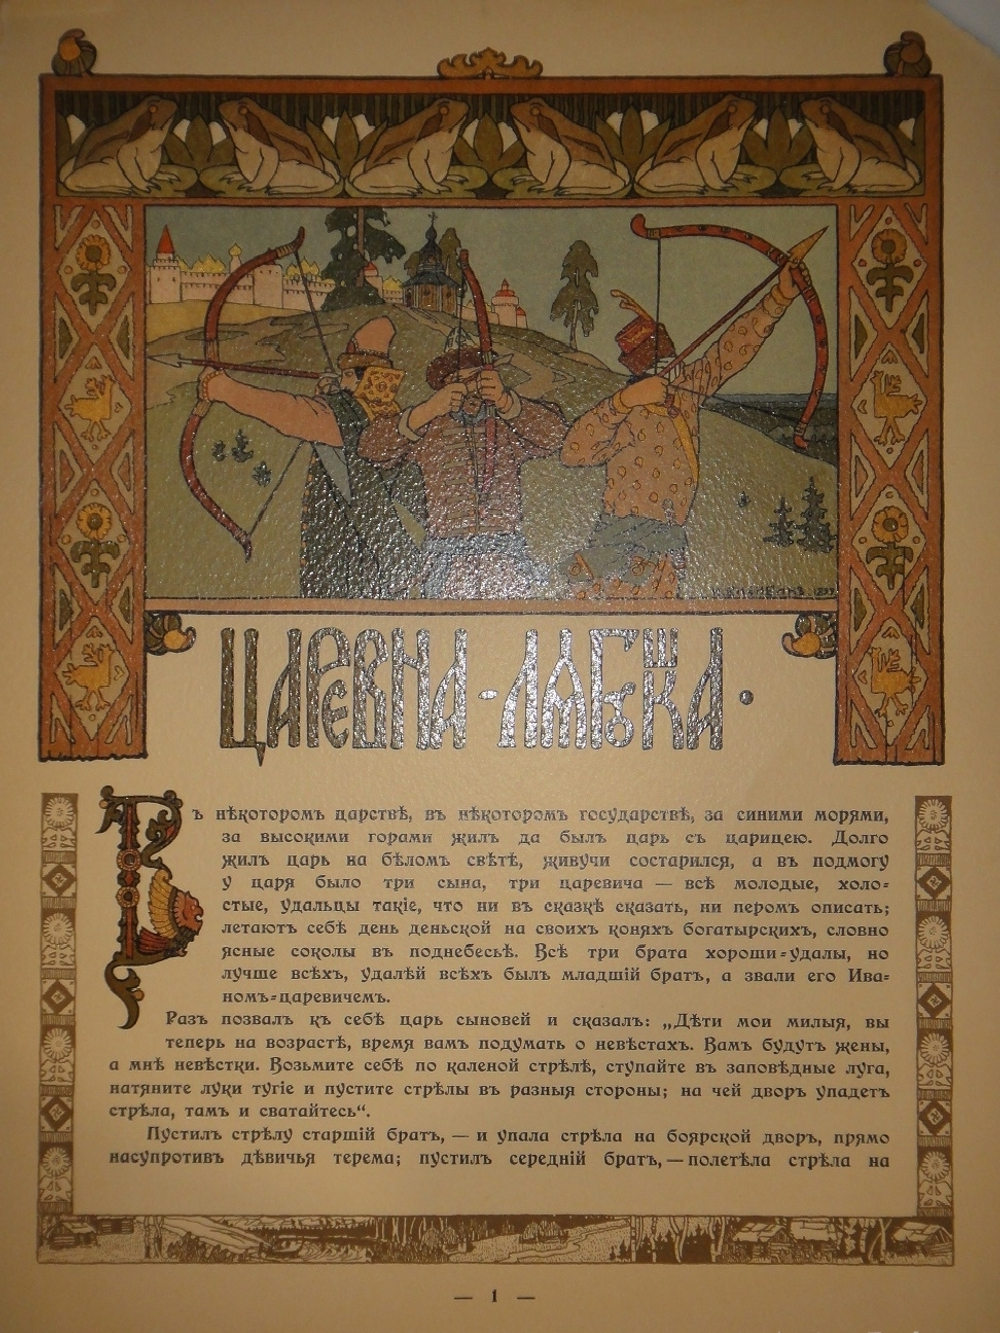 ЦАРЕВНА-ЛЯГУШКА.
Въ нѣкоторомъ царствѣ, въ нѣкоторомъ государствѣ, за синими морями,
за высокими горами жилъ да былъ царь съ царицею. Долго
жилъ царь на бѣломъ свѣтѣ, живучи состарился, а въ подмогу
у царя было три сына, три царевича — всѣ молодые, холо-
стые, удальцы такіе, что ни въ сказкѣ сказать, ни перомъ описать;
летаютъ себѣ день деньской на своихъ коняхъ богатырскихъ, словно
ясные соколы въ поднебесьѣ. Всѣ три брата хороши-удалы, но
лучше всѣхъ, удалѣй всѣхъ былъ младшій братъ, а звали его Ива-
номъ-царевичемъ.
Разъ позвалъ къ себѣ царь сыновей и сказалъ: „Дѣти мои милыя, вы
теперь на возрастѣ, время вамъ подумать о невѣстахъ. Вамъ будутъ жены,
а мнѣ невѣстки. Возьмите себѣ по каленой стрѣлѣ, ступайте въ заповѣдные луга,
натяните луки тугіе и пустите стрѣлы въ разныя стороны; на чей дворъ упадетъ
стрѣла, тамъ и сватайтесь“.
Пустилъ стрѣлу старшій братъ, — и упала стрѣла на боярской дворъ, прямо
насупротивъ дѣвичья терема; пустилъ середній братъ, — полетѣла стрѣла на
— 1 —